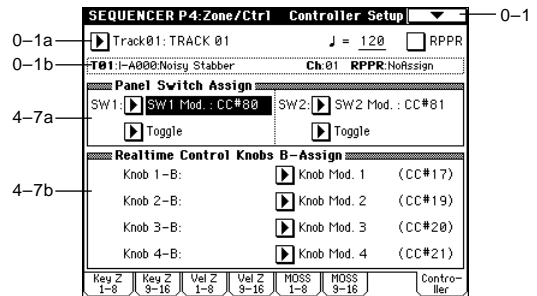 SEQUENCER P4:Zone/Ctrl Controller Setup
0–1
0–1a
Track01: TRACK 01 ♩ = 120 RPPR
0–1b
T01:I-A000:Noisy Stabber Ch:01 RPPR:NoAssign
Panel Switch Assign
4–7a
SW1: SW1 Mod. : CC#80 SW2: SW2 Mod. : CC#81
Toggle Toggle
Realtime Control Knobs B-Assign
4–7b
Knob 1-B: Knob Mod. 1 (CC#17)
Knob 2-B: Knob Mod. 2 (CC#19)
Knob 3-B: Knob Mod. 3 (CC#20)
Knob 4-B: Knob Mod. 4 (CC#21)
Key Z 1-8 Key Z 9-16 Vel Z 1-8 Vel Z 9-16 MOSS 1-8 MOSS 9-16 Contro- ller